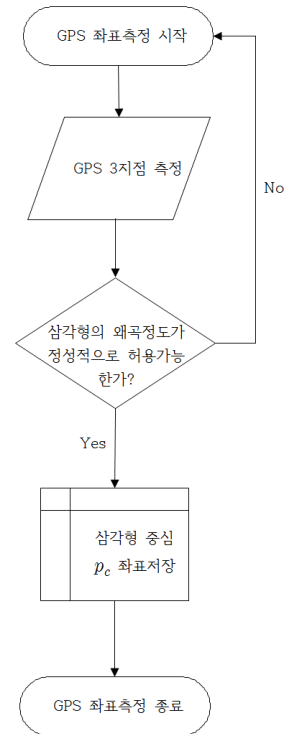 GPS 좌표측정 시작
GPS 3지점 측정
No
삼각형의 왜곡정도가
정성적으로 허용가능
한가?
Yes
삼각형 중심
p_c 좌표저장
GPS 좌표측정 종료